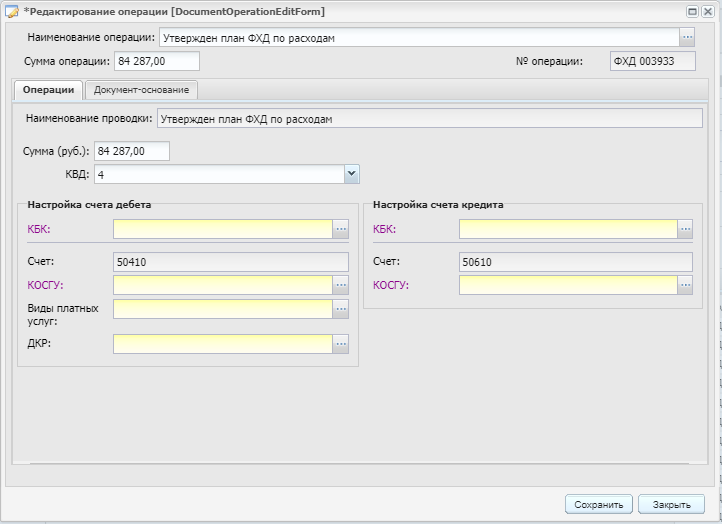 *Редактирование операции [DocumentOperationEditForm]
Наименование операции: Утвержден план ФХД по расходам ...
Сумма операции: 84 287,00 № операции: ФХД 003933
Операции Документ-основание
Наименование проводки: Утвержден план ФХД по расходам
Сумма (руб.): 84 287,00
КВД: 4
Настройка счета дебета Настройка счета кредита
КБК: ... КБК: ...
Счет: 50410 Счет: 50610
КОСГУ: ... КОСГУ: ...
Виды платных ...
услуг:
ДКР: ...
Сохранить Закрыть